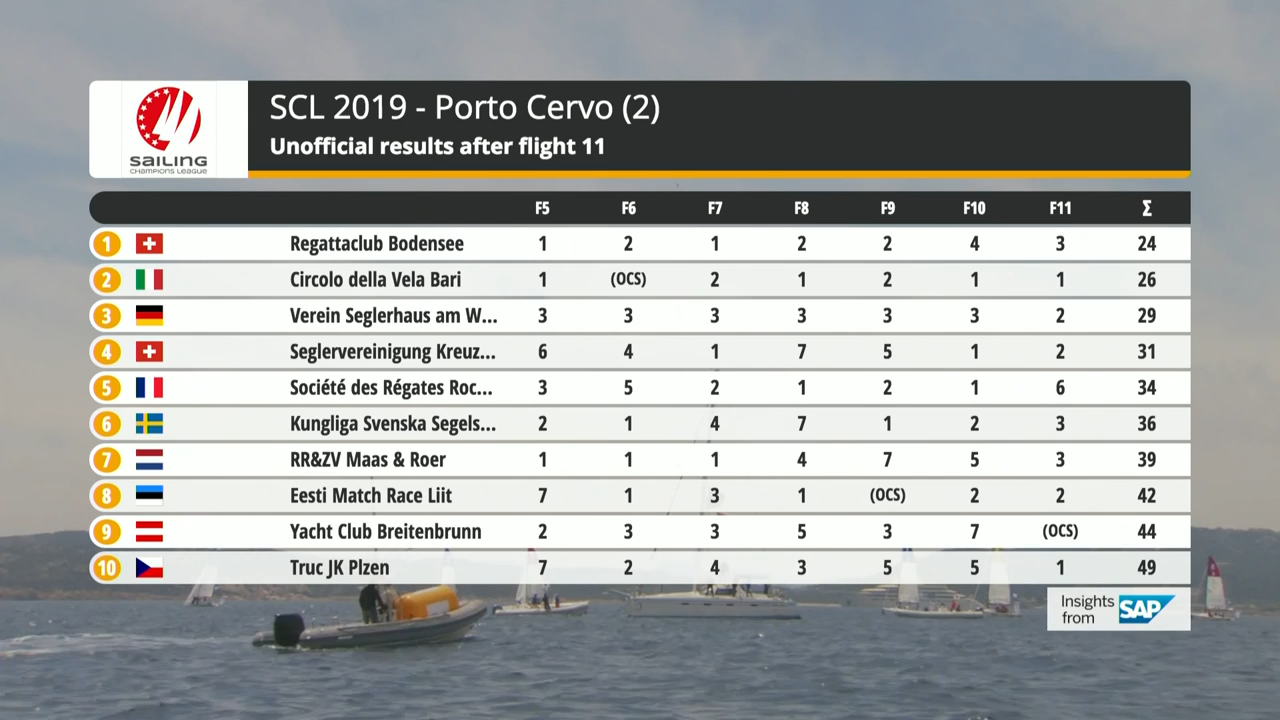 SAILING
CHAMPIONS LEAGUE
SCL 2019 - Porto Cervo (2)
Unofficial results after flight 11
F5 F6 F7 F8 F9 F10 F11 Σ
1 Regattaclub Bodensee 1 2 1 2 2 4 3 24
2 Circolo della Vela Bari 1 (OCS) 2 1 2 1 1 26
3 Verein Seglerhaus am W... 3 3 3 3 3 3 2 29
4 Seglervereinigung Kreuz... 6 4 1 7 5 1 2 31
5 Société des Régates Roc... 3 5 2 1 2 1 6 34
6 Kungliga Svenska Segels... 2 1 4 7 1 2 3 36
7 RR&ZV Maas & Roer 1 1 1 4 7 5 3 39
8 Eesti Match Race Liit 7 1 3 1 (OCS) 2 2 42
9 Yacht Club Breitenbrunn 2 3 3 5 3 7 (OCS) 44
10 Truc JK Plzen 7 2 4 3 5 5 1 49
Insights
from SAP